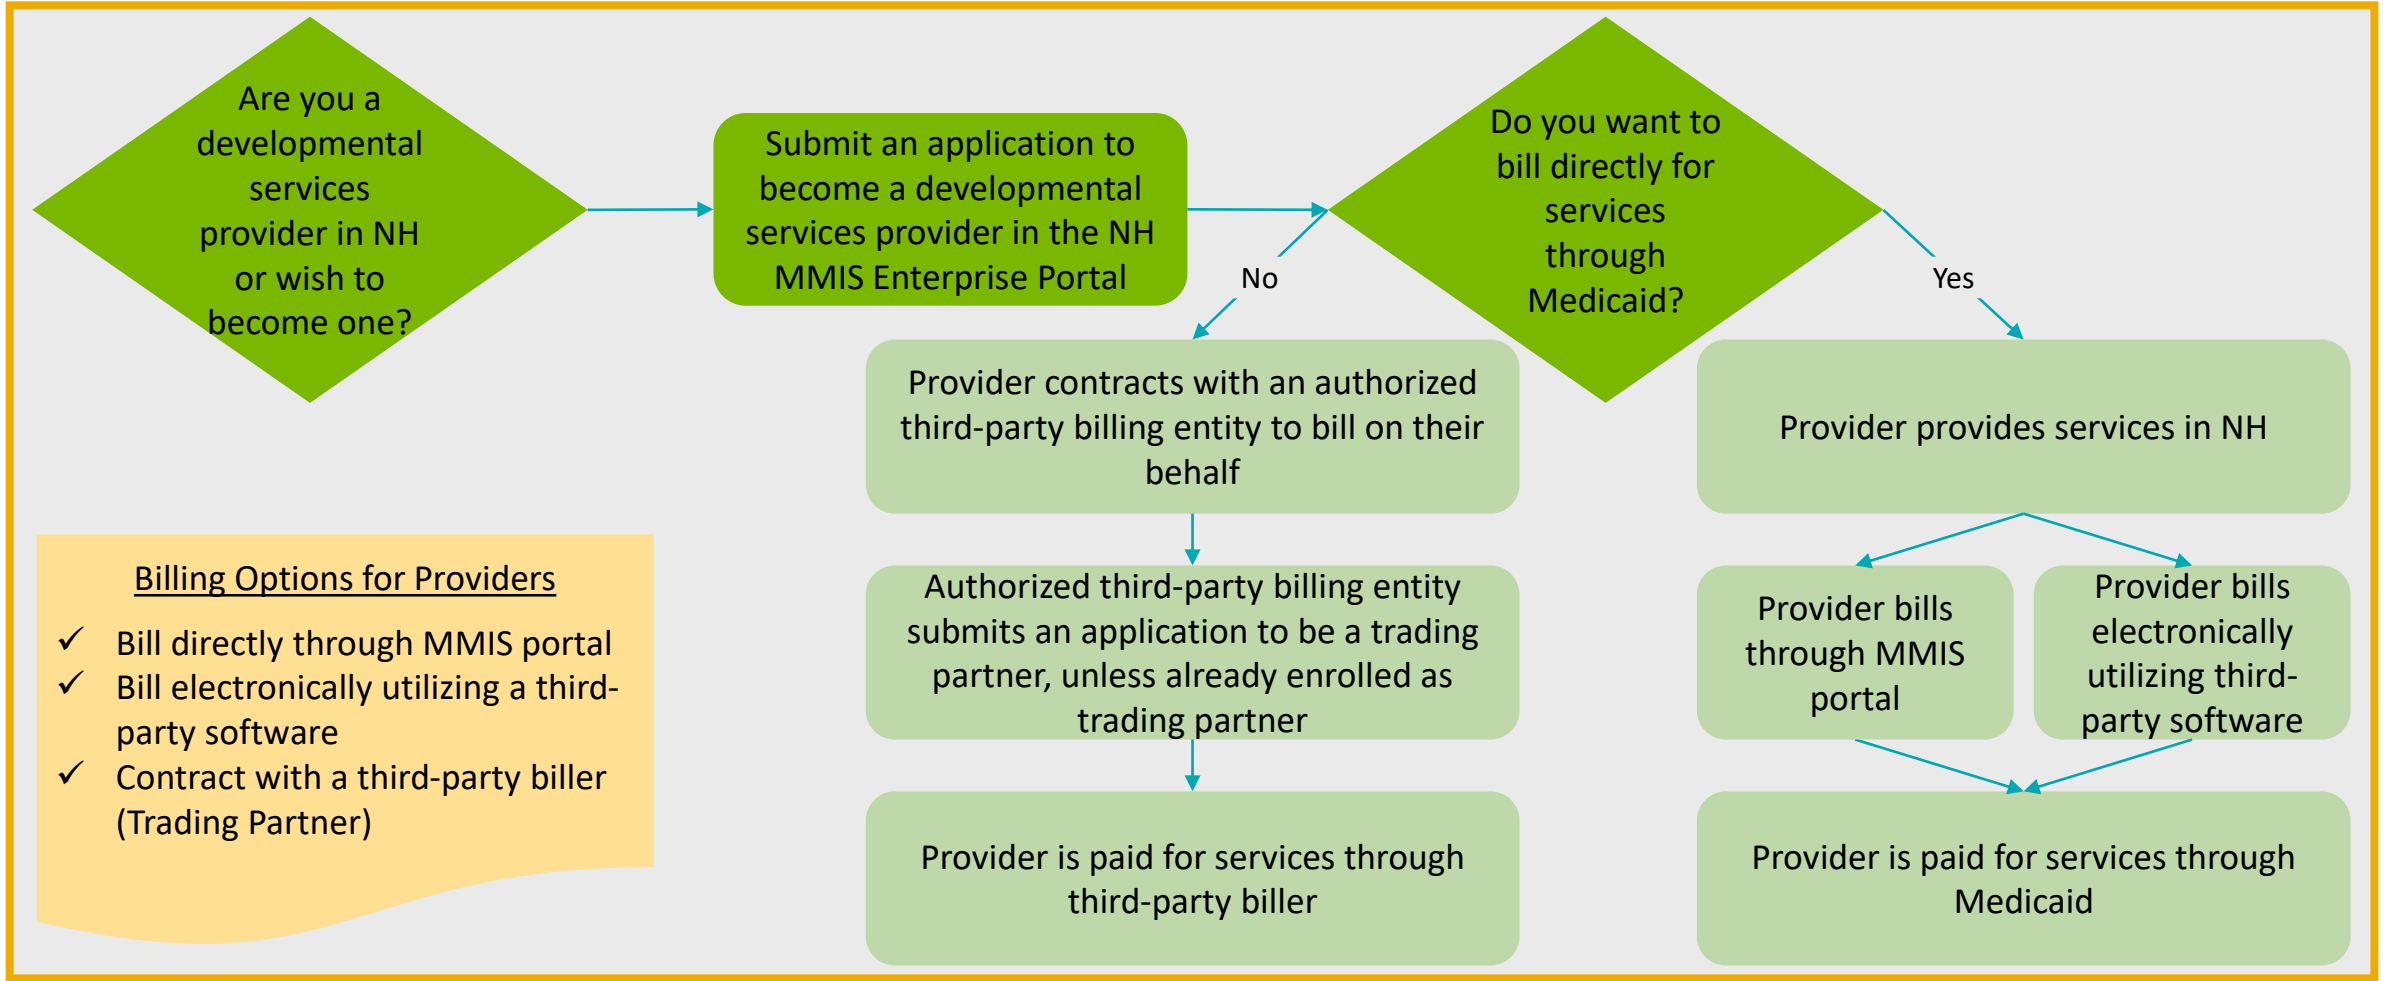 Are you a
developmental
services
provider in NH
or wish to
become one?
Submit an application to
become a developmental
services provider in the NH
MMIS Enterprise Portal
Do you want to
bill directly for
services
through
Medicaid?
No
Yes
Provider contracts with an authorized
third-party billing entity to bill on their
behalf
Authorized third-party billing entity
submits an application to be a trading
partner, unless already enrolled as
trading partner
Provider is paid for services through
third-party biller
Provider provides services in NH
Provider bills
through MMIS
portal
Provider bills
electronically
utilizing third-
party software
Provider is paid for services through
Medicaid
Billing Options for Providers
✓ Bill directly through MMIS portal
✓ Bill electronically utilizing a third-
party software
✓ Contract with a third-party biller
(Trading Partner)